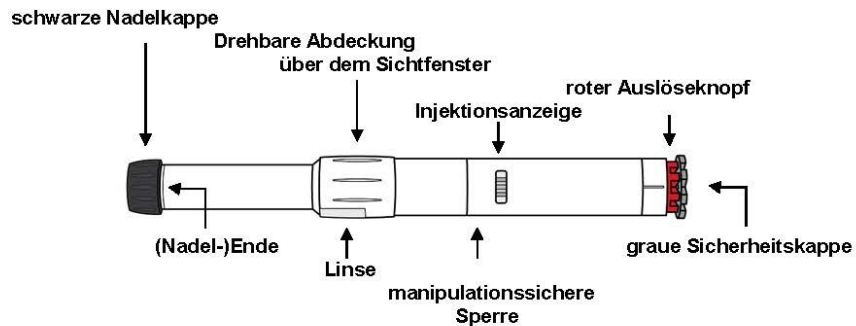 schwarze Nadelkappe
Drehbare Abdeckung
über dem Sichtfenster
Injektionsanzeige
roter Auslöseknopf
(Nadel-)Ende
Linse
manipulationssichere
Sperre
graue Sicherheitskappe